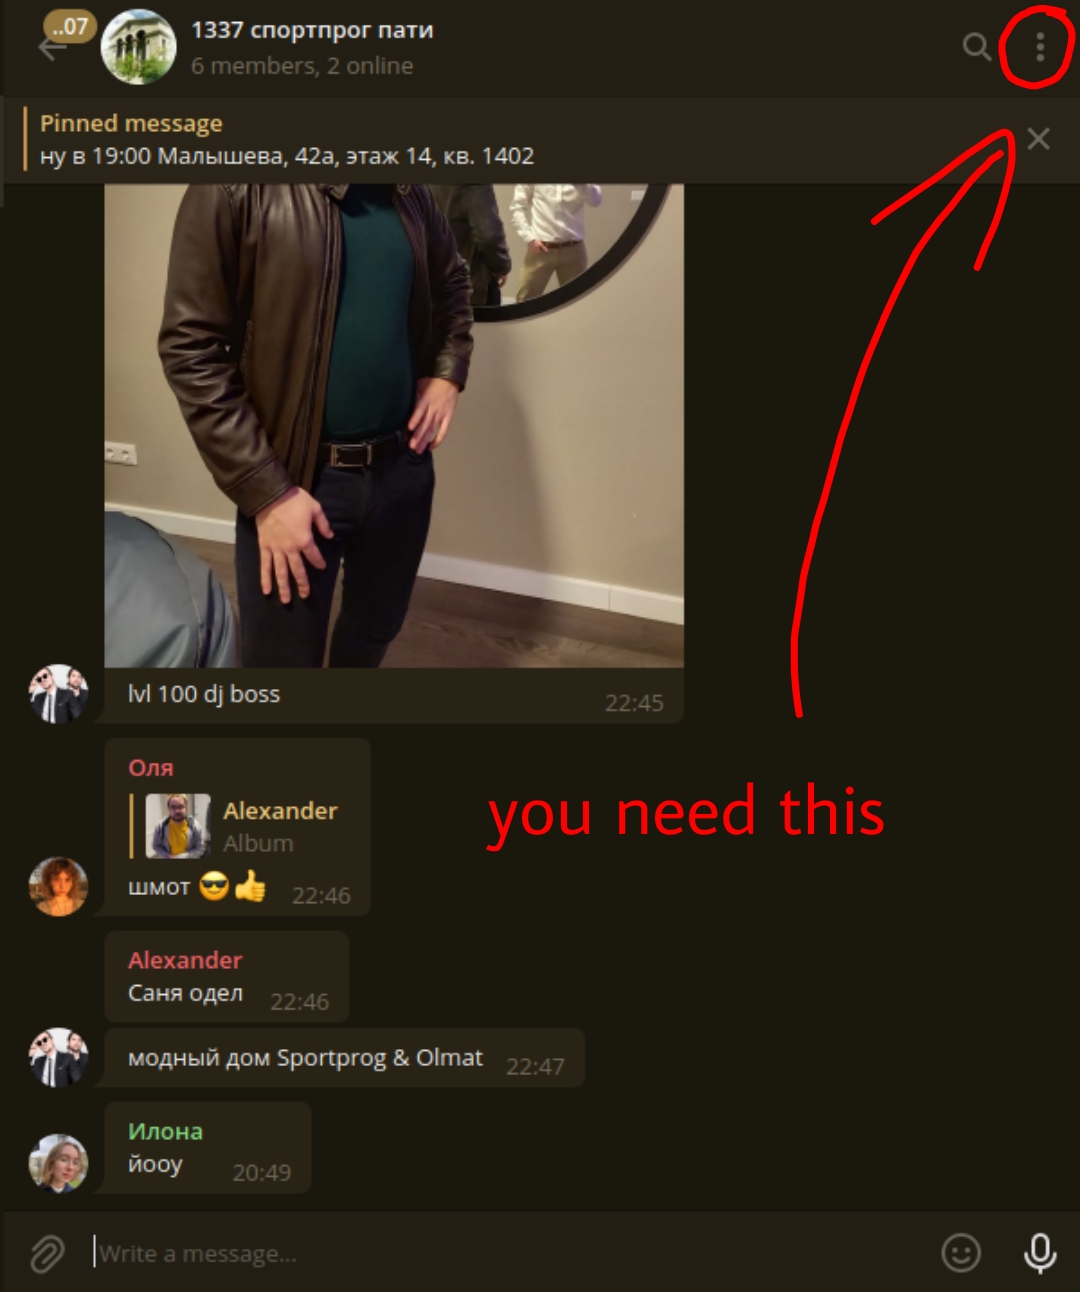 ..07
1337 спортпрог пати
6 members, 2 online
Pinned message
ну в 19:00 Малышева, 42а, этаж 14, кв. 1402
lvl 100 dj boss 22:45
Оля
Alexander
Album
шмот 😎👍 22:46
you need this
Alexander
Саня одел 22:46
модный дом Sportprog & Olmat 22:47
Илона
йооу 20:49
Write a message...